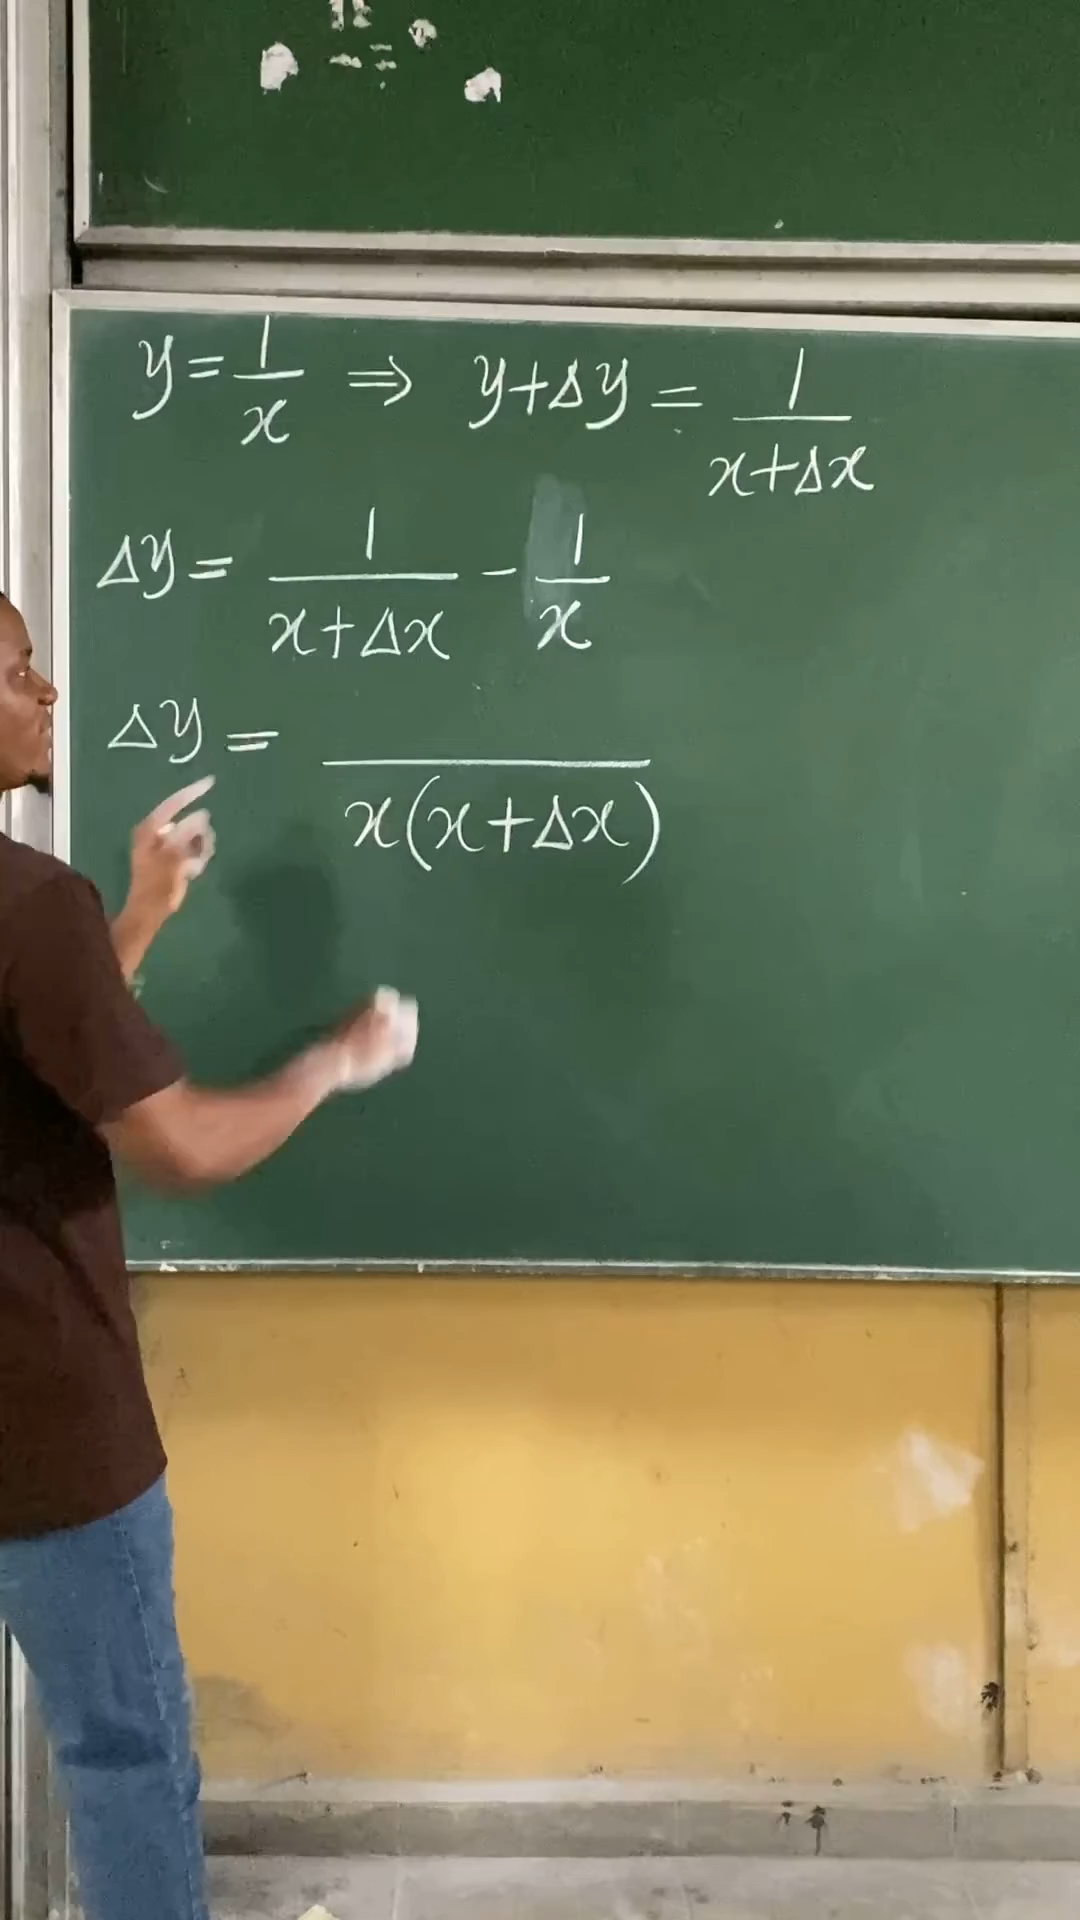 y = 1/x ⇒ y+Δy = 1/(x+Δx)
Δy = 1/(x+Δx) - 1/x
Δy = /x(x+Δx)